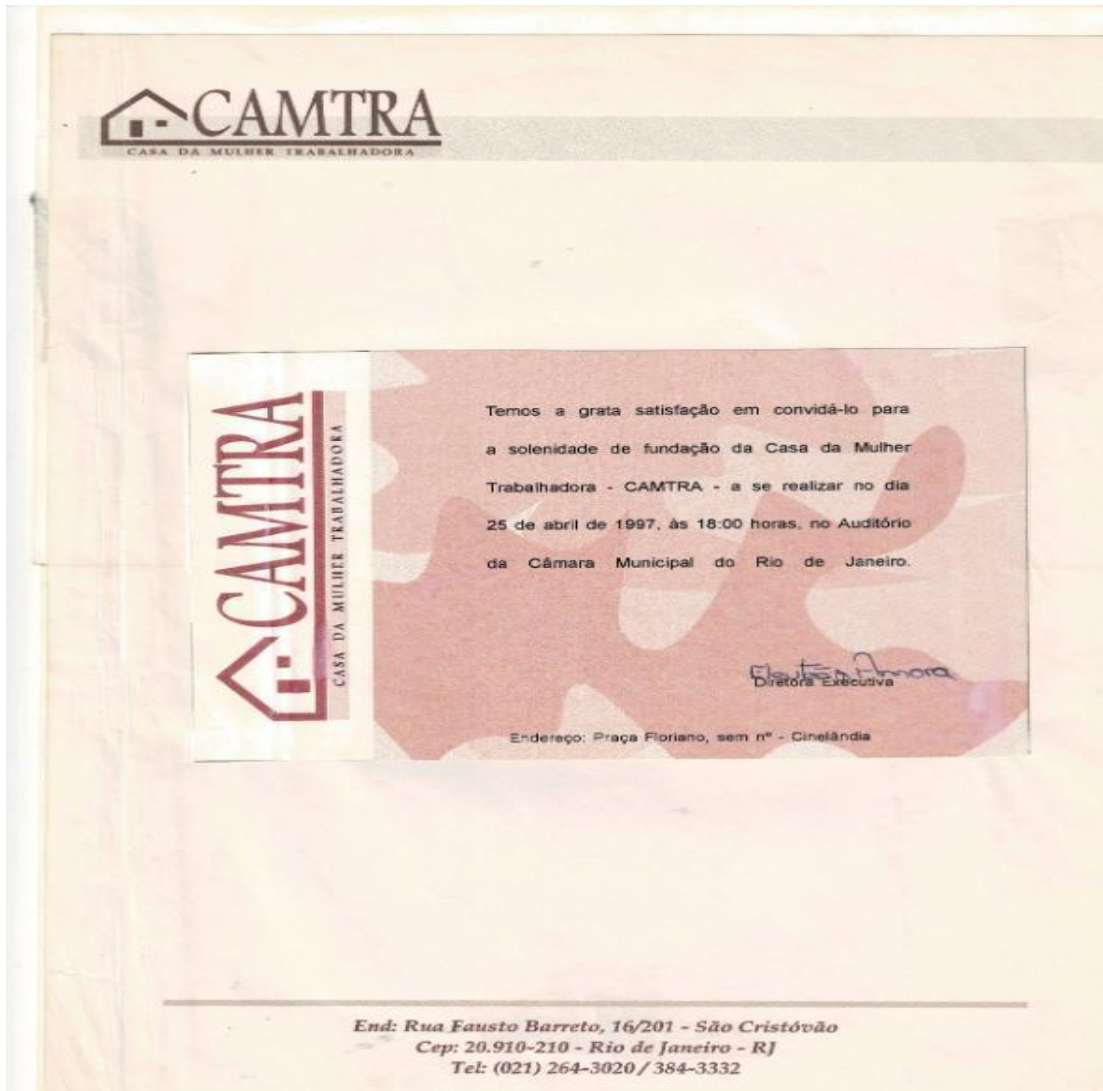 CAMTRA
CASA DA MULHER TRABALHADORA
CAMTRA
CASA DA MULHER TRABALHADORA
Temos a grata satisfação em convidá-lo para
a solenidade de fundação da Casa da Mulher
Trabalhadora - CAMTRA - a se realizar no dia
25 de abril de 1997, às 18:00 horas, no Auditório
da Câmara Municipal do Rio de Janeiro.
Eleutéria Amora
Diretora Executiva
Endereço: Praça Floriano, sem nº - Cinelândia
End: Rua Fausto Barreto, 16/201 - São Cristóvão
Cep: 20.910-210 - Rio de Janeiro - RJ
Tel: (021) 264-3020 / 384-3332